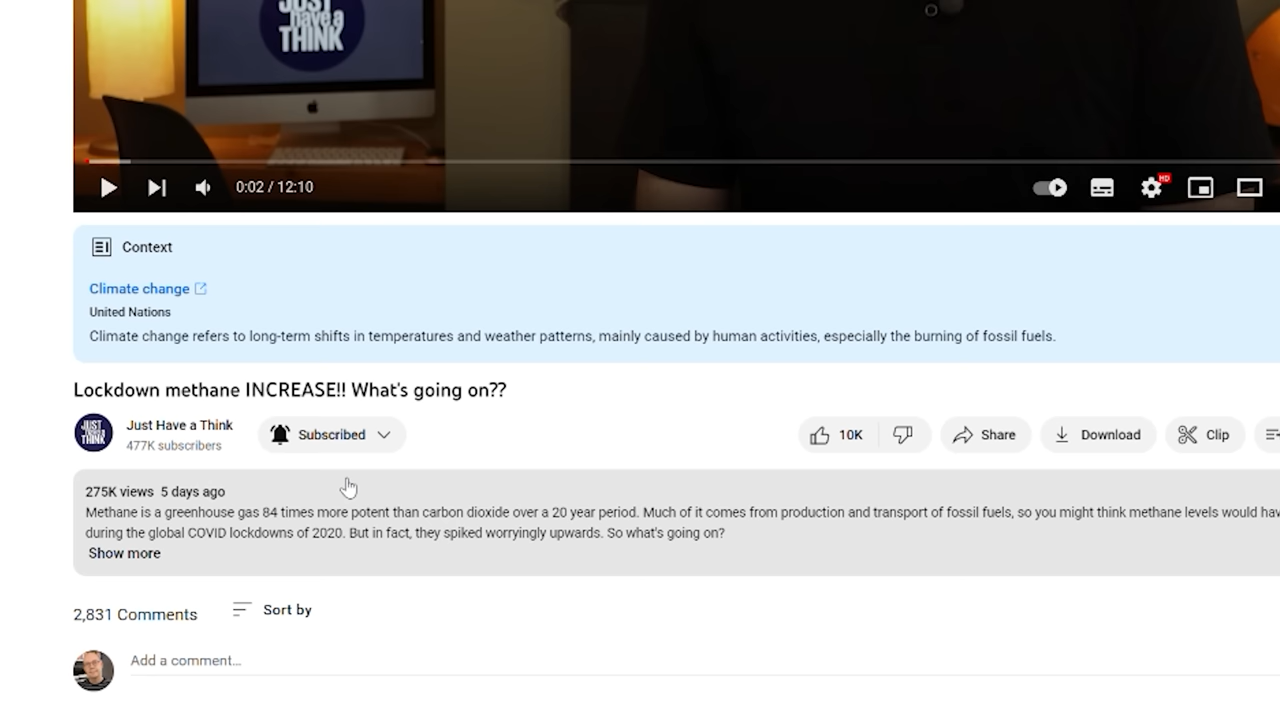 JUST
have a
THINK
0:02 / 12:10
HD
Context
Climate change
United Nations
Climate change refers to long-term shifts in temperatures and weather patterns, mainly caused by human activities, especially the burning of fossil fuels.
Lockdown methane INCREASE!! What's going on??
JUST
have a
THINK
Just Have a Think
477K subscribers
Subscribed
10K
Share
Download
Clip
275K views 5 days ago
Methane is a greenhouse gas 84 times more potent than carbon dioxide over a 20 year period. Much of it comes from production and transport of fossil fuels, so you might think methane levels would hav
during the global COVID lockdowns of 2020. But in fact, they spiked worryingly upwards. So what's going on?
Show more
2,831 Comments
Sort by
Add a comment...